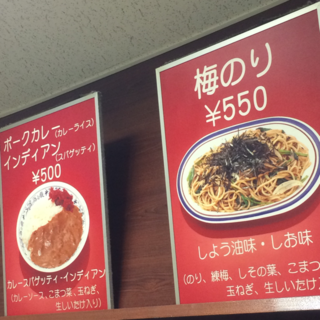 ポークカレー(カレーライス)
インディアン(スパゲッティ)
¥500
カレースパゲッティ・インディアン
(カレーソース、こまつ菜、玉ねぎ、
生しいたけ入り)
梅のり
¥550
しょう油味・しお味
(のり、練梅、しその葉、こまつ
玉ねぎ、生しいたけ入